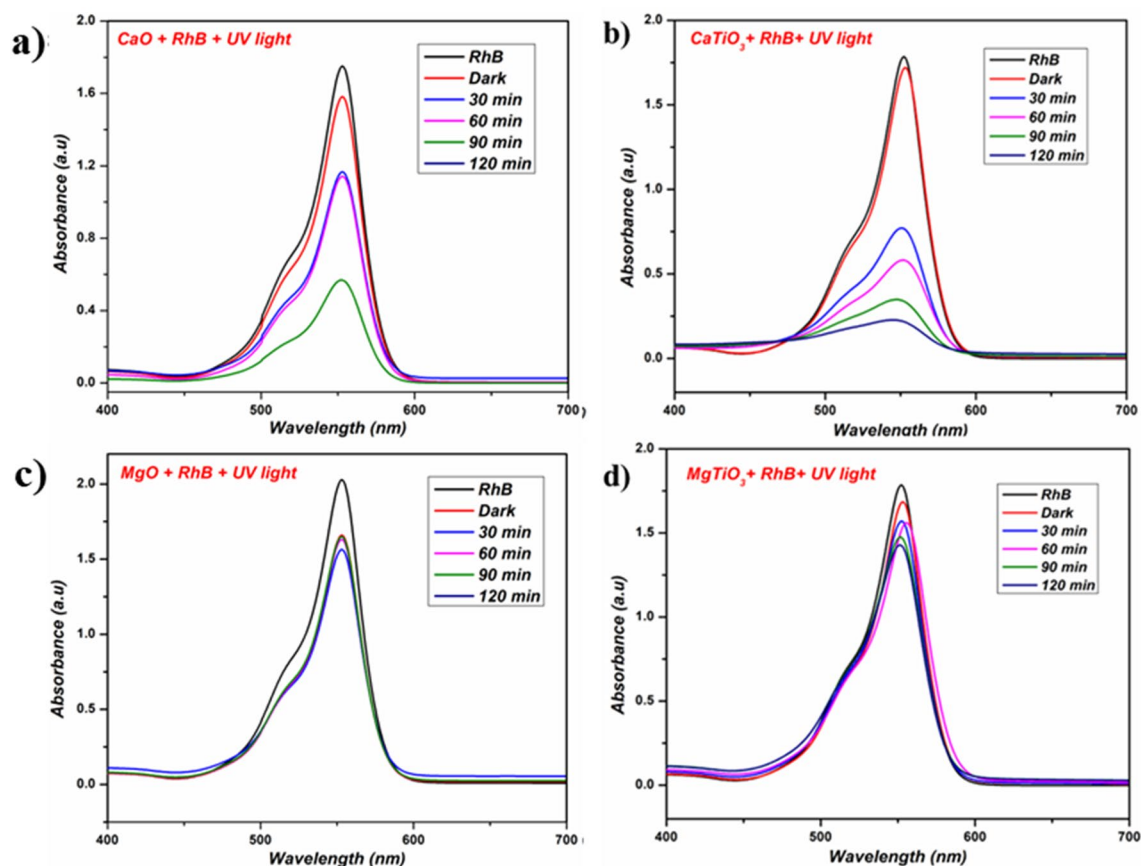 a)
CaO + RhB + UV light
2.0
1.6
1.2
0.8
0.4
0.0
Absorbance (a.u)
RhB
Dark
30 min
60 min
90 min
120 min
400
500
600
700
Wavelength (nm)
b)
CaTiO₃+ RhB+ UV light
2.0
1.5
1.0
0.5
0.0
Absorbance (a.u)
RhB
Dark
30 min
60 min
90 min
120 min
400
500
600
700
Wavelength (nm)
c)
MgO + RhB + UV light
2.0
1.5
1.0
0.5
0.0
Absorbance (a.u)
RhB
Dark
30 min
60 min
90 min
120 min
400
500
600
700
Wavelength (nm)
d)
MgTiO₃+ RhB+ UV light
2.0
1.5
1.0
0.5
0.0
Absorbance (a.u)
RhB
Dark
30 min
60 min
90 min
120 min
400
500
600
700
Wavelength (nm)